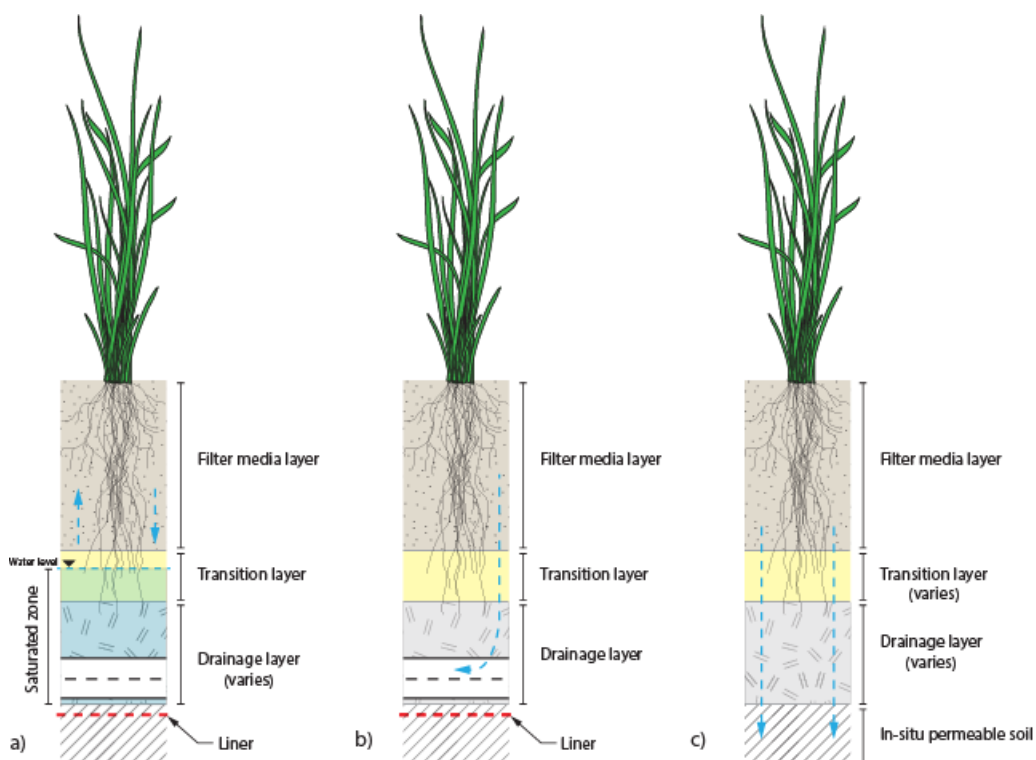 Filter media layer
Water level
Transition layer
Saturated zone
Drainage layer
(varies)
a)
Liner
Filter media layer
Transition layer
Drainage layer
b)
Liner
Filter media layer
Transition layer
(varies)
Drainage layer
(varies)
c)
In-situ permeable soil